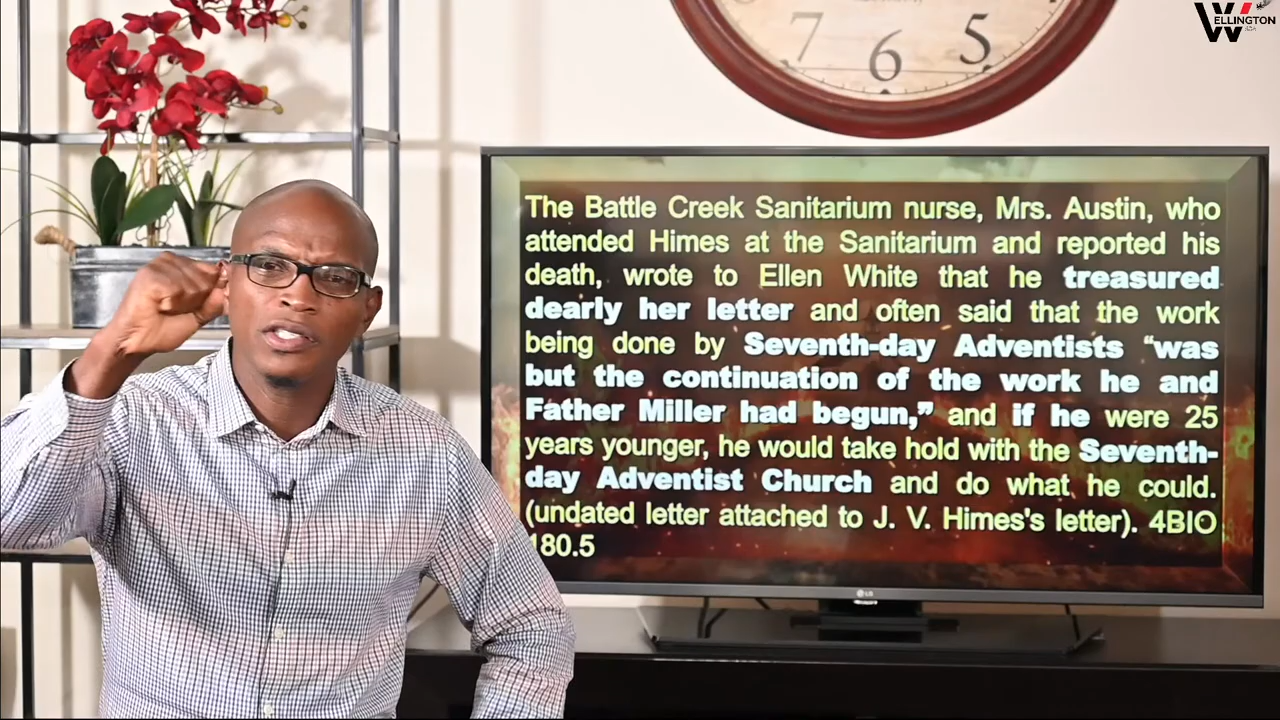 7 6 5
WELLINGTON
The Battle Creek Sanitarium nurse, Mrs. Austin, who
attended Himes at the Sanitarium and reported his
death, wrote to Ellen White that he treasured
dearly her letter and often said that the work
being done by Seventh-day Adventists “was
but the continuation of the work he and
Father Miller had begun,” and if he were 25
years younger, he would take hold with the Seventh-
day Adventist Church and do what he could.
(undated letter attached to J. V. Himes's letter). 4BIO
180.5
LG